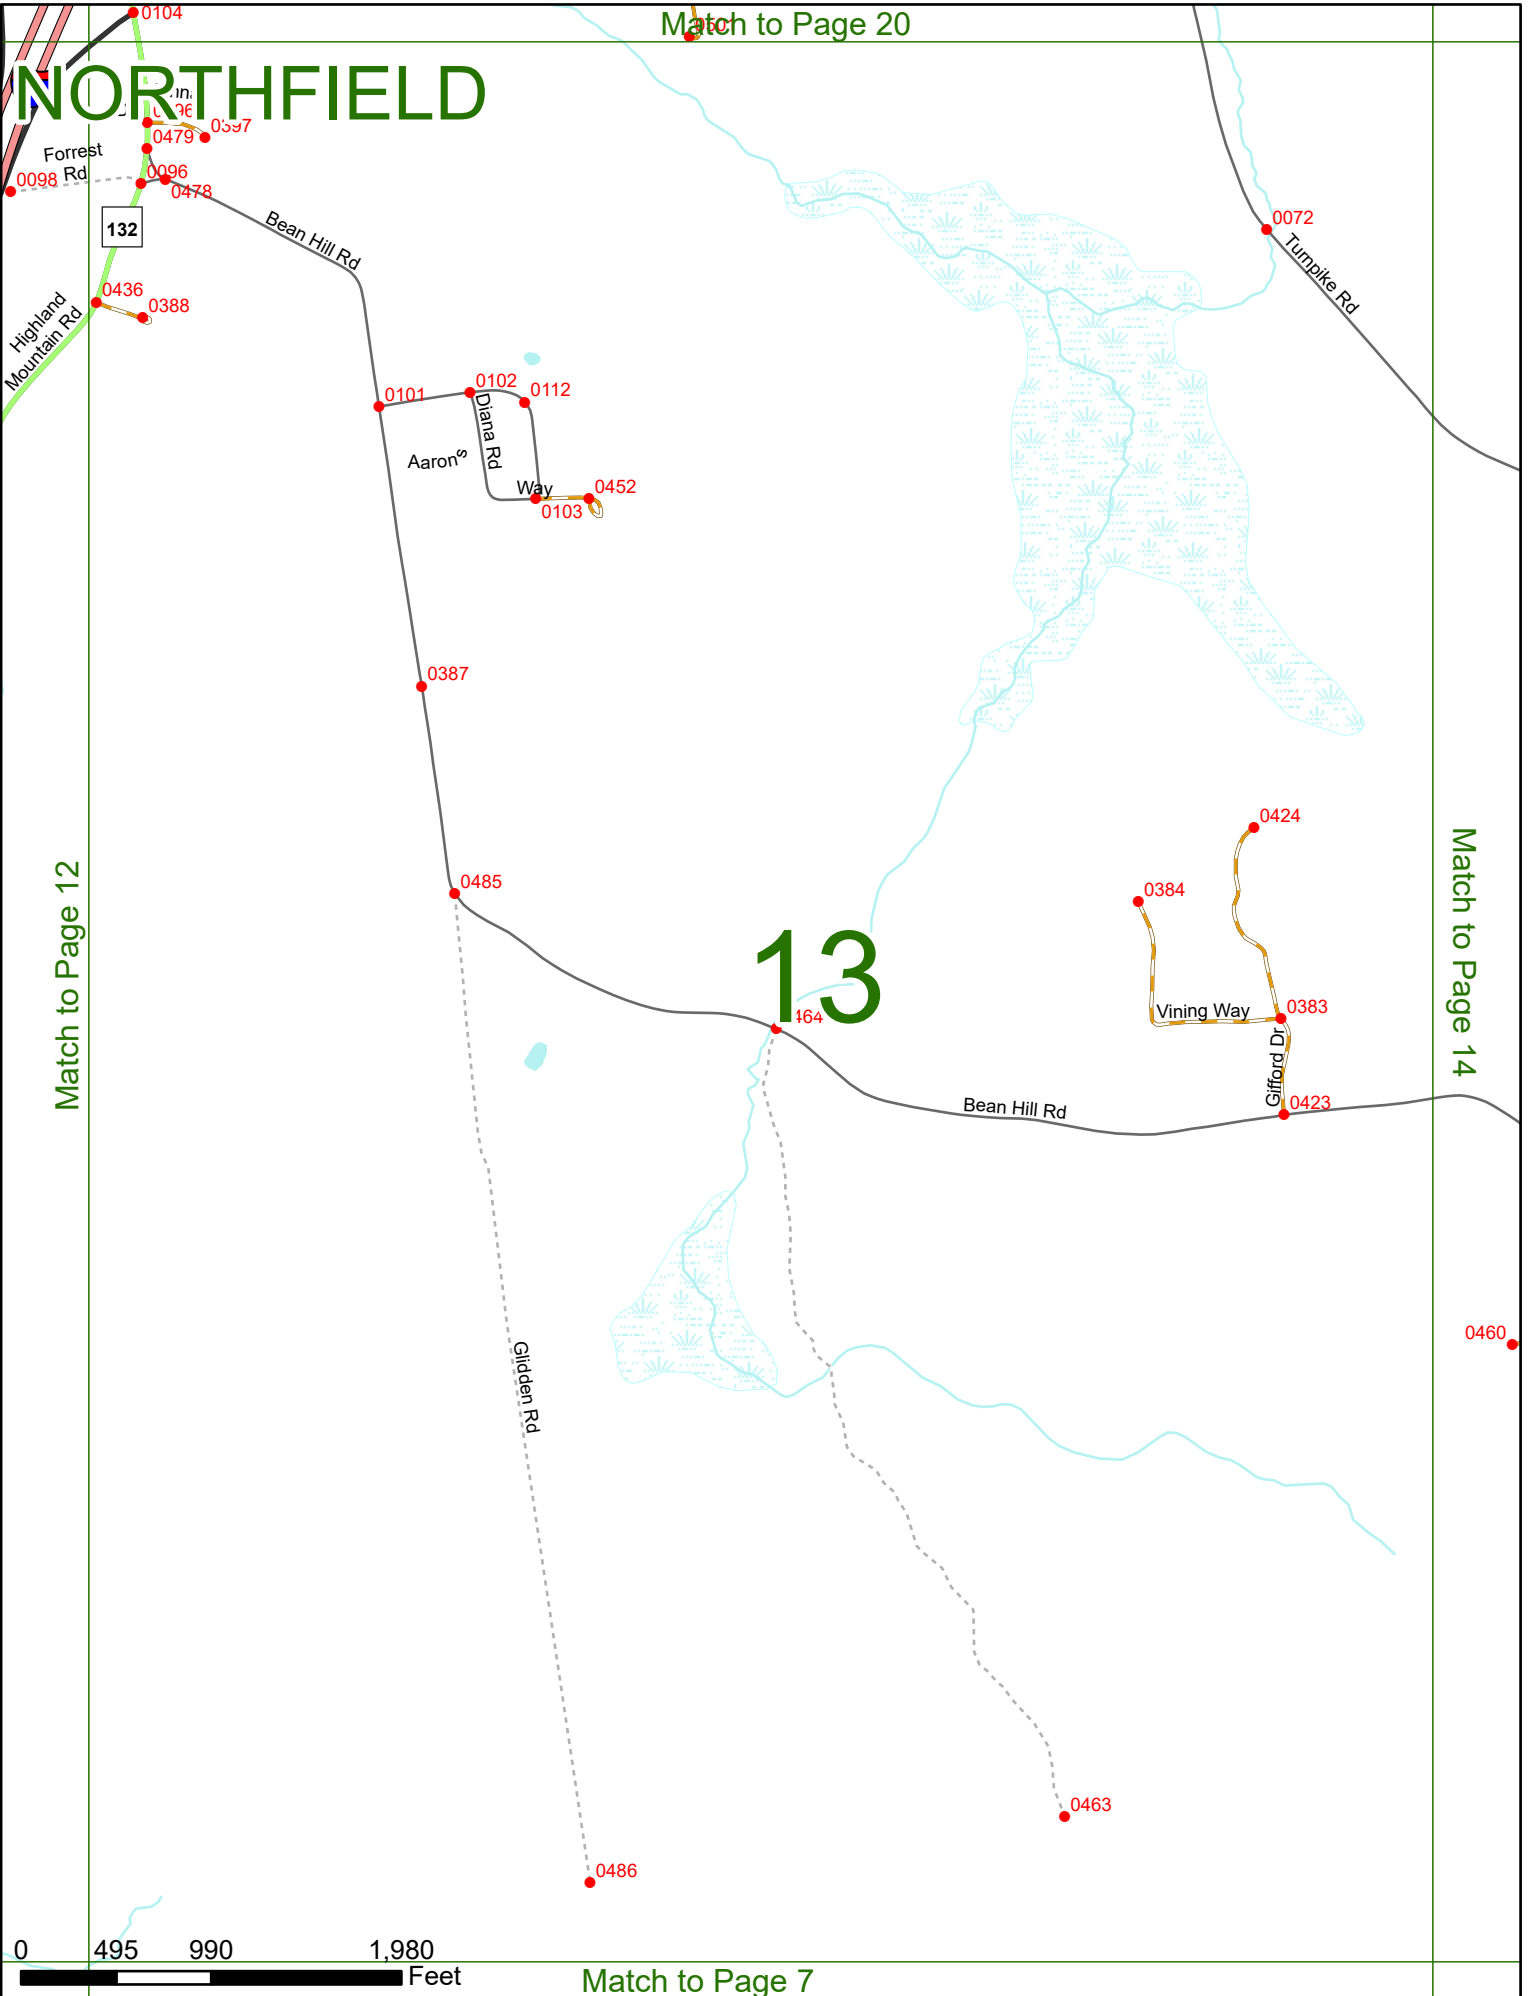 Match to Page 20
0104
NORTHFIELD
0397
0479
Forrest
Rd
0098
0096
0478
132
Bean Hill Rd
0072
Turnpike Rd
0436
0388
Highland
Mountain Rd
0101
0102
0112
Diana Rd
Aaron's
Way
0452
0103
0387
0424
0485
0384
Match to Page 12
Match to Page 14
13
Vining Way
0383
Gifford Dr
Bean Hill Rd
0423
0460
Glidden Rd
0463
0486
0 495 990 1,980
Feet
Match to Page 7